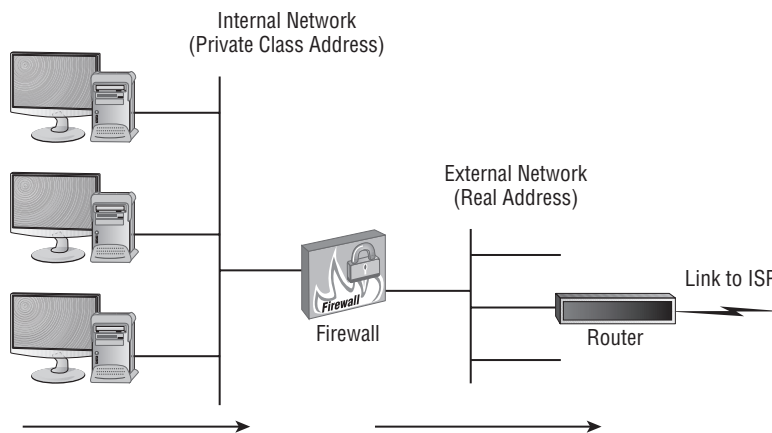 Internal Network
(Private Class Address)
External Network
(Real Address)
Link to ISP
Firewall
Firewall
Router